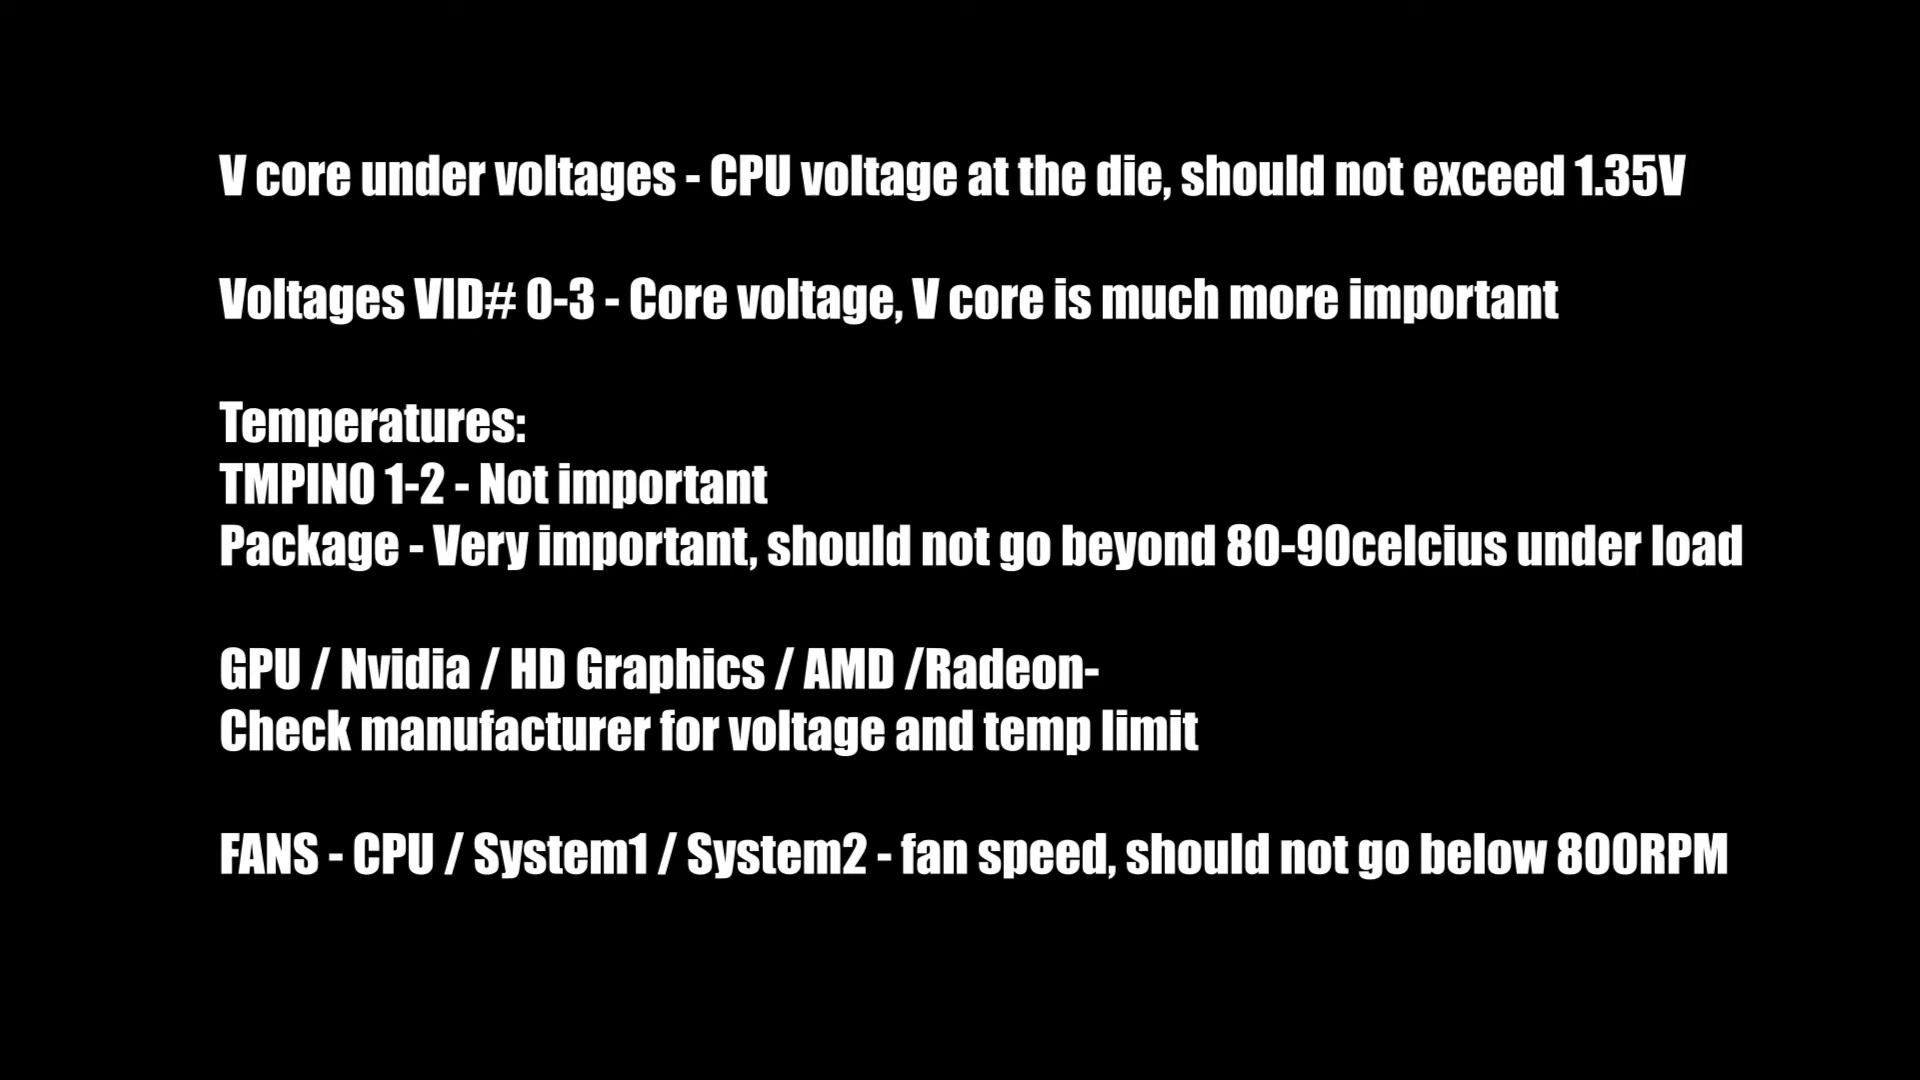 V core under voltages - CPU voltage at the die, should not exceed 1.35V
Voltages VID# 0-3 - Core voltage, V core is much more important
Temperatures:
TMPIN0 1-2 - Not important
Package - Very important, should not go beyond 80-90celcius under load
GPU / Nvidia / HD Graphics / AMD /Radeon-
Check manufacturer for voltage and temp limit
FANS - CPU / System1 / System2 - fan speed, should not go below 800RPM